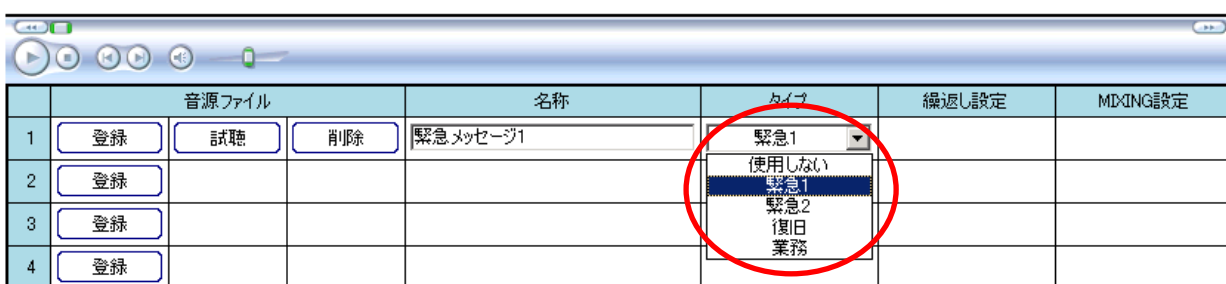 音源ファイル 名称 タイプ 繰返し設定 MIXING設定
1 登録 試聴 削除 緊急メッセージ1 緊急1
使用しない
2 登録 緊急1
緊急2
3 登録 復旧
業務
4 登録